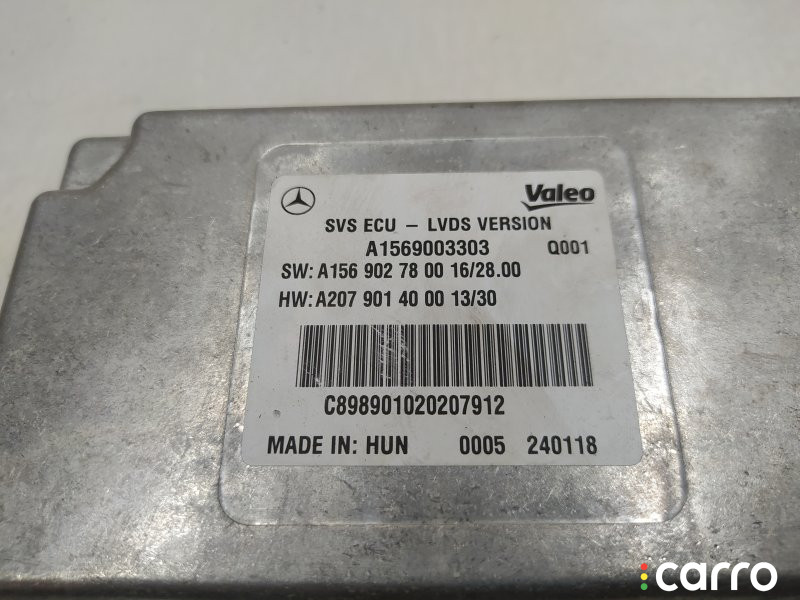 Valeo
SVS ECU – LVDS VERSION
A1569003303 Q001
SW: A156 902 78 00 16/28.00
HW: A207 901 40 00 13/30
C898901020207912
MADE IN: HUN 0005 240118
carro